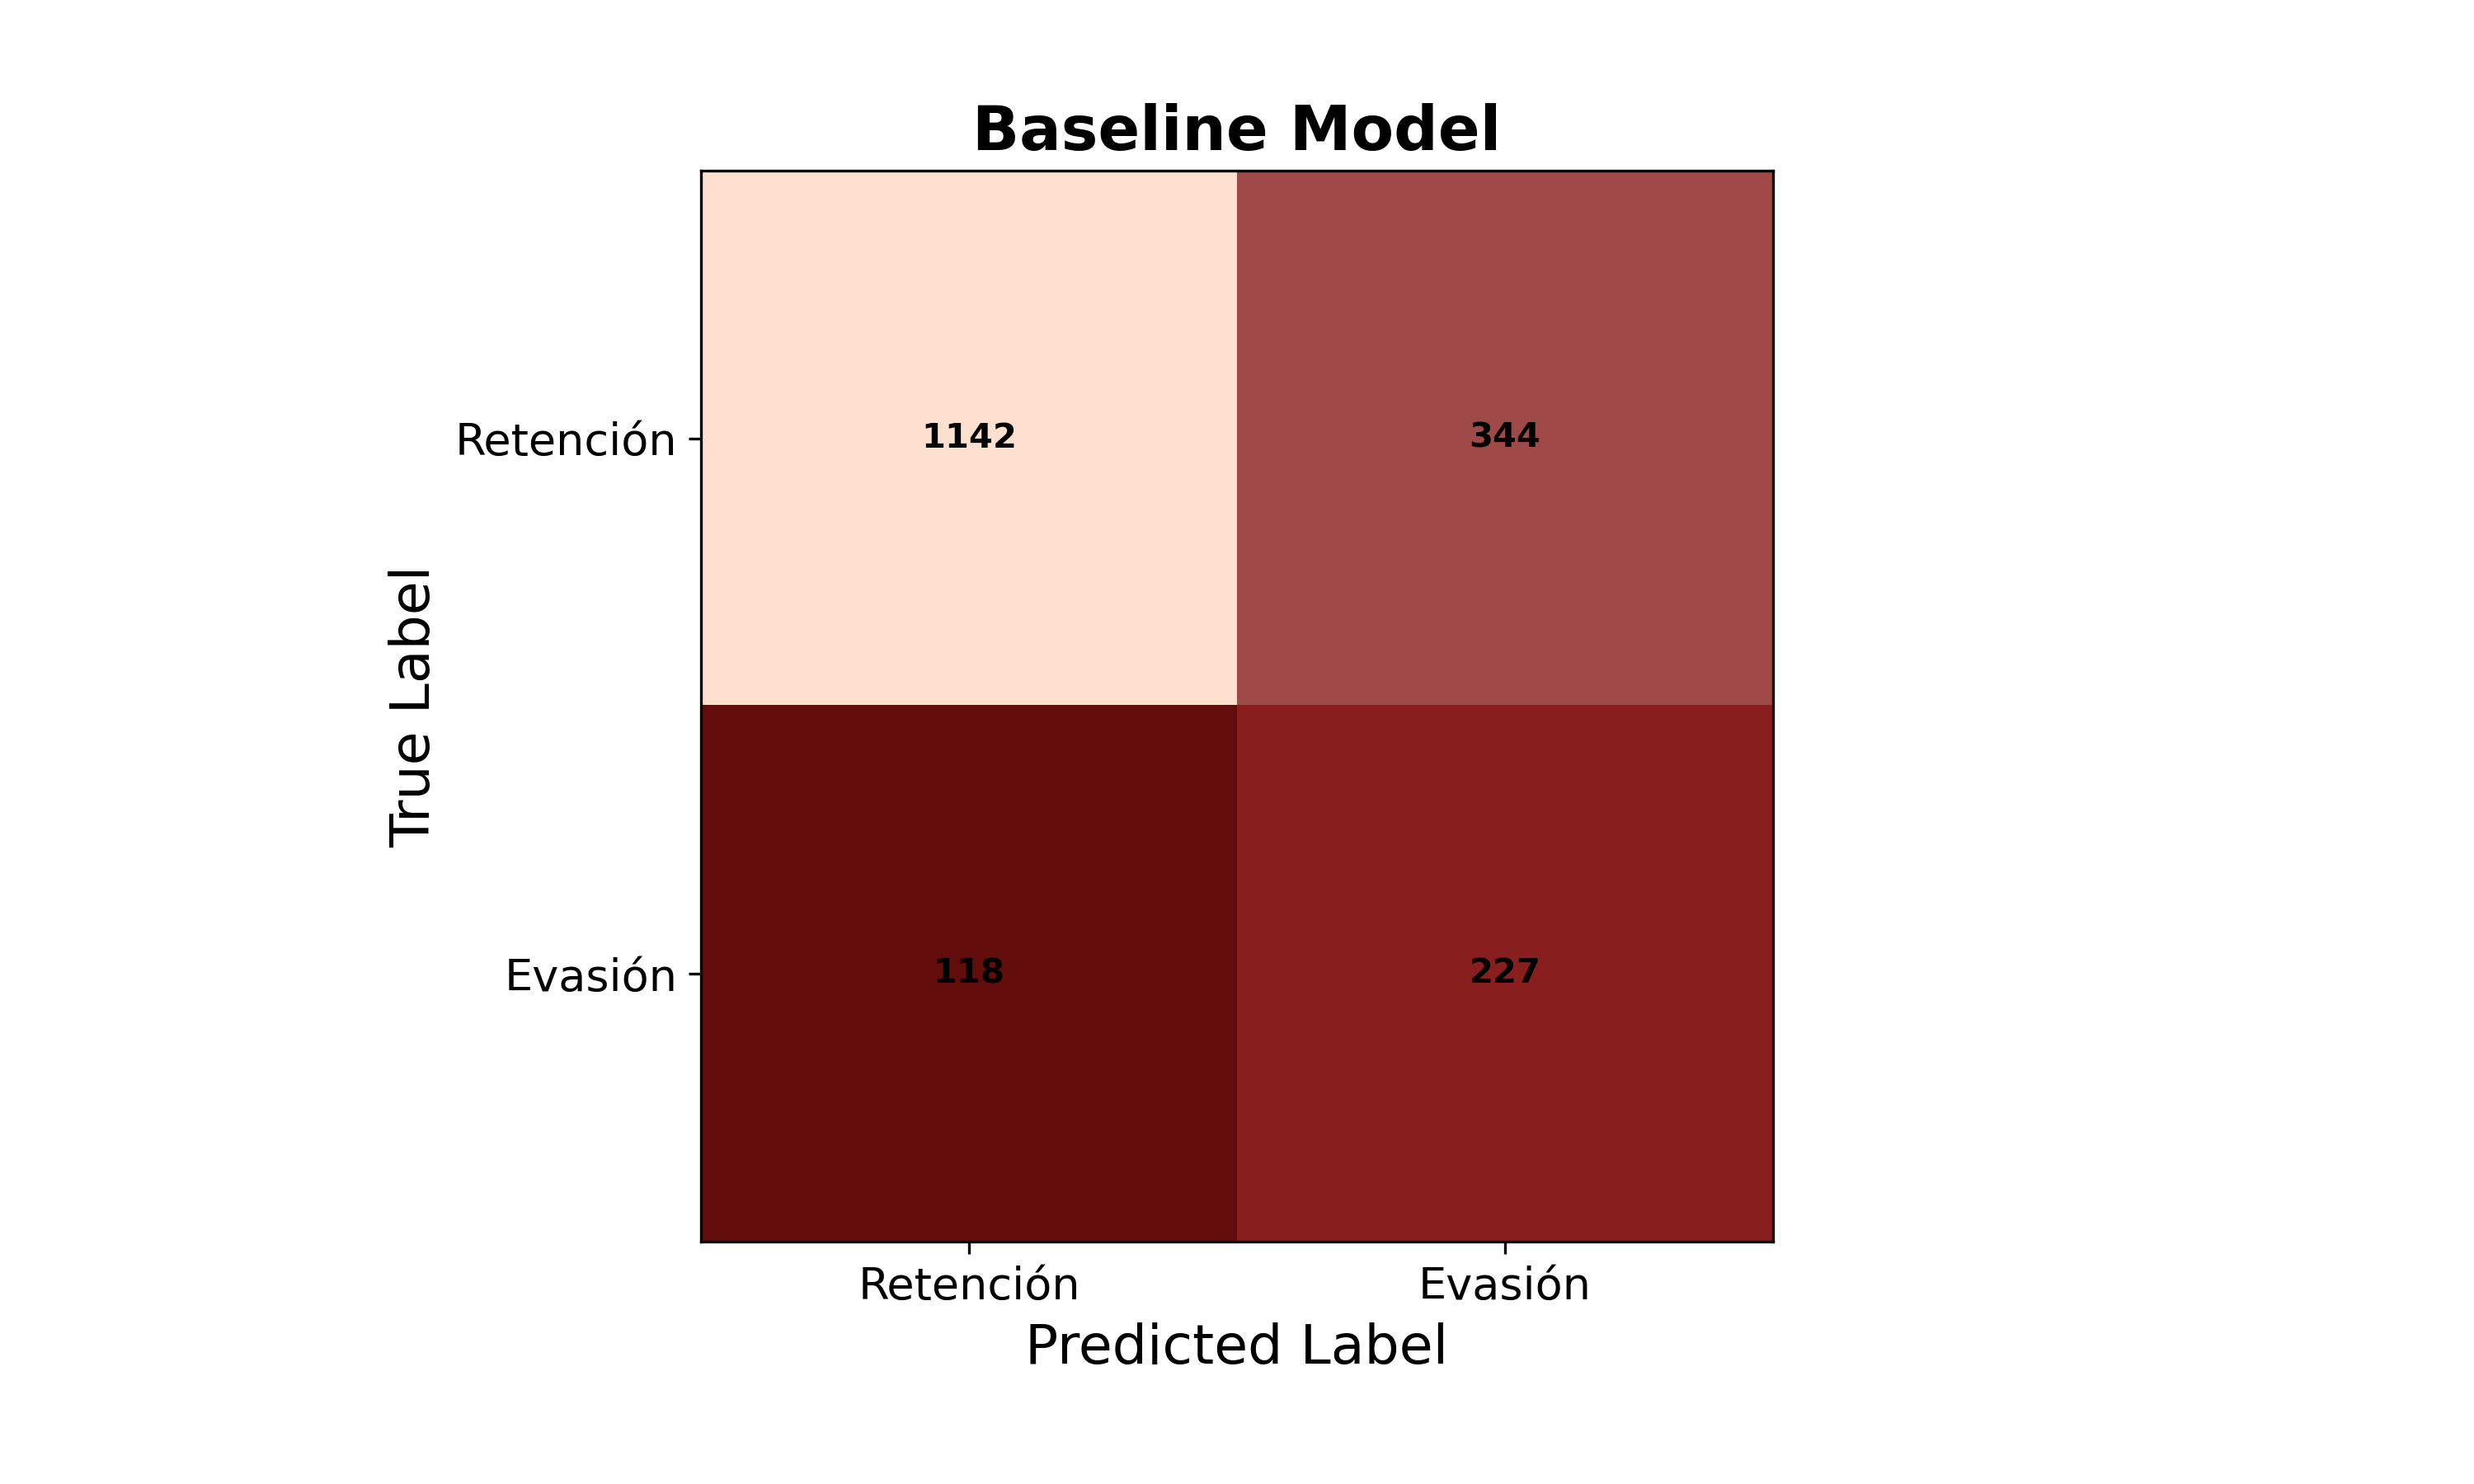 Baseline Model
Retención
1142
344
True Label
Evasión
118
227
Retención
Evasión
Predicted Label